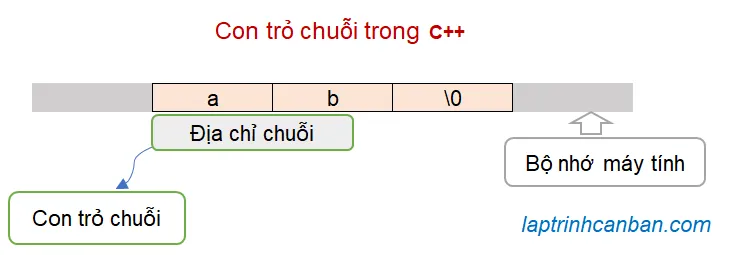 Con trỏ chuỗi trong C++
a b \0
Địa chỉ chuỗi
Bộ nhớ máy tính
Con trỏ chuỗi
laptrinhcanban.com